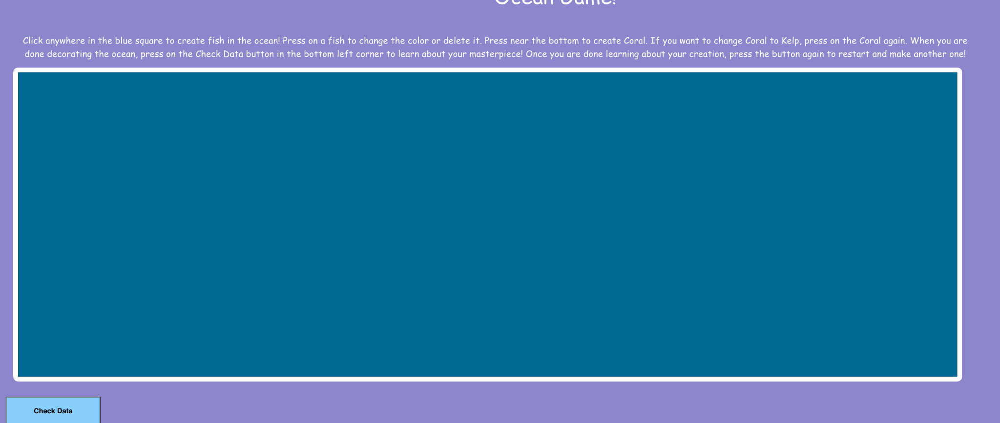 Ocean Game!
Click anywhere in the blue square to create fish in the ocean! Press on a fish to change the color or delete it. Press near the bottom to create Coral. If you want to change Coral to Kelp, press on the Coral again. When you are
done decorating the ocean, press on the Check Data button in the bottom left corner to learn about your masterpiece! Once you are done learning about your creation, press the button again to restart and make another one!
Check Data